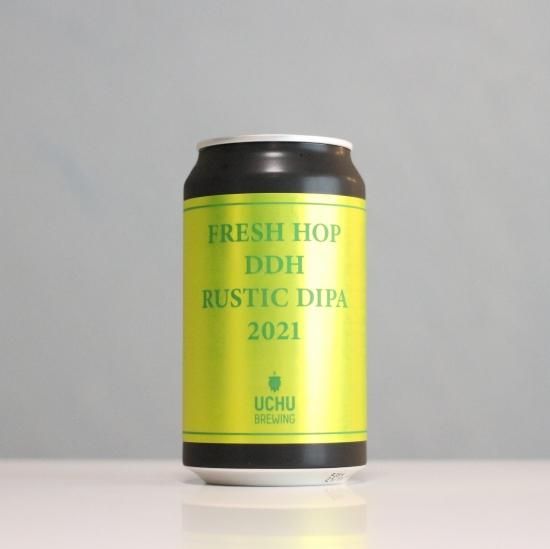 FRESH HOP
DDH
RUSTIC DIPA
2021
UCHU
BREWING